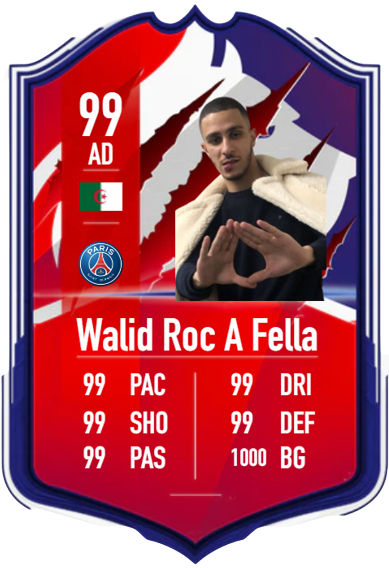 99
AD
PARIS
Walid Roc A Fella
99 PAC
99 SHO
99 PAS
99 DRI
99 DEF
1000 BG